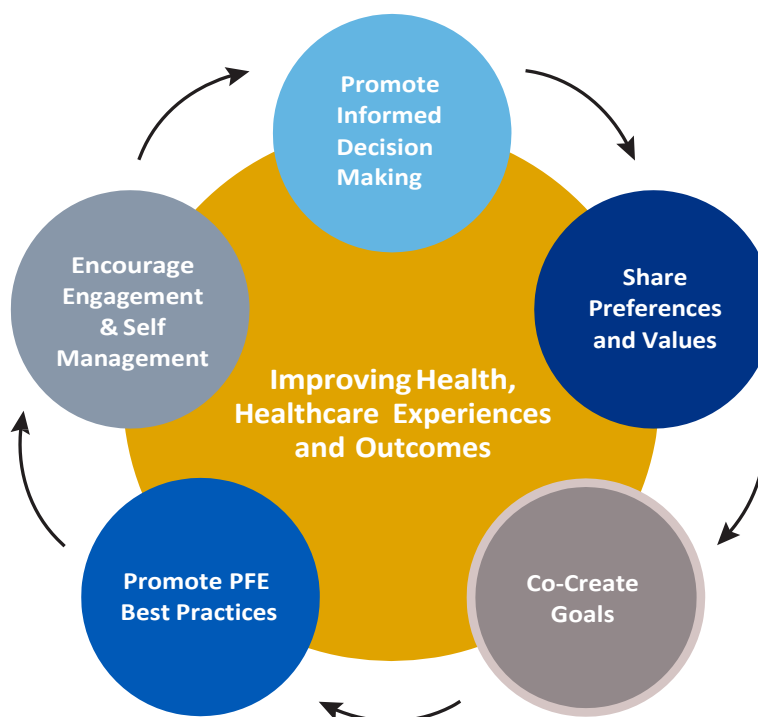 Promote
Informed
Decision
Making
Share
Preferences
and Values
Co-Create
Goals
Promote PFE
Best Practices
Encourage
Engagement
& Self
Management
Improving Health,
Healthcare Experiences
and Outcomes